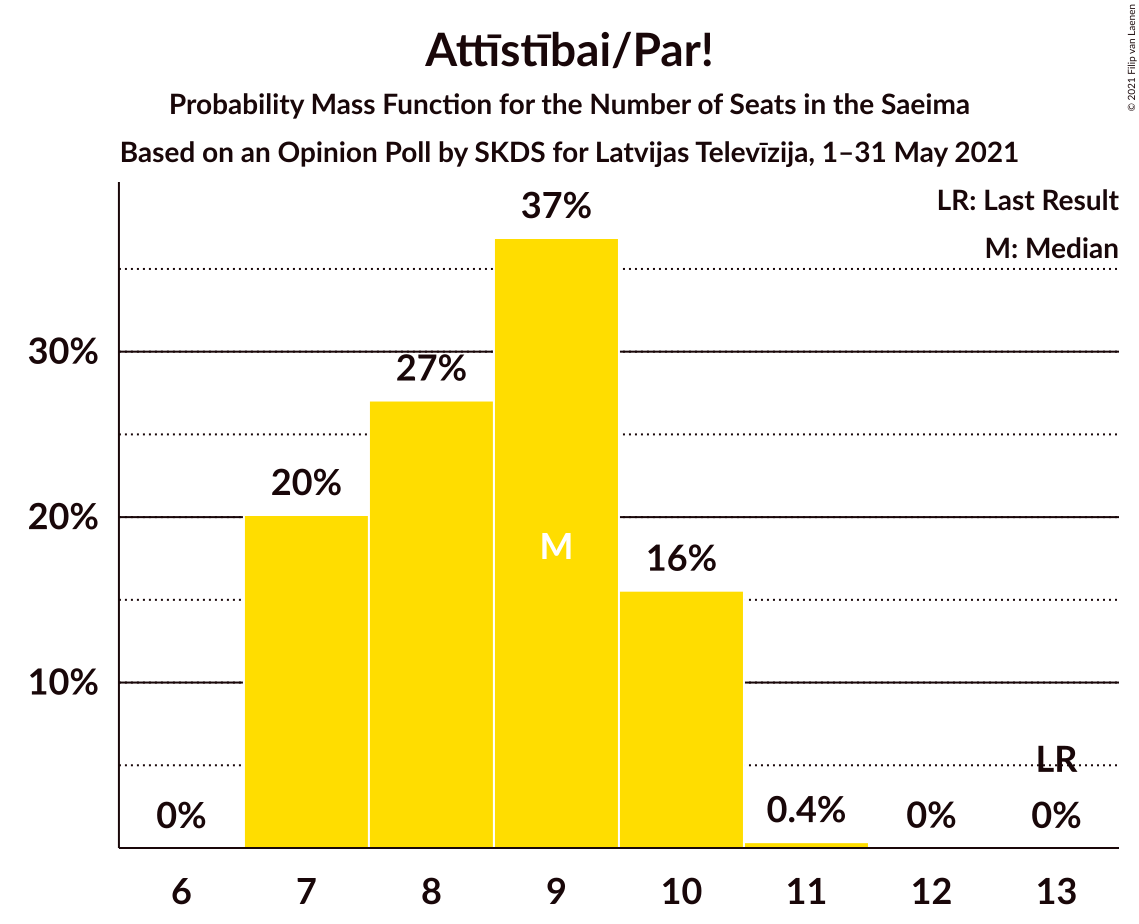 Attīstībai/Par!
Probability Mass Function for the Number of Seats in the Saeima
Based on an Opinion Poll by SKDS for Latvijas Televīzija, 1–31 May 2021
© 2021 Filip van Laenen
LR: Last Result
M: Median
37%
30%
27%
20%
20%
M
16%
10%
LR
0%
0.4%
0%
0%
6 7 8 9 10 11 12 13